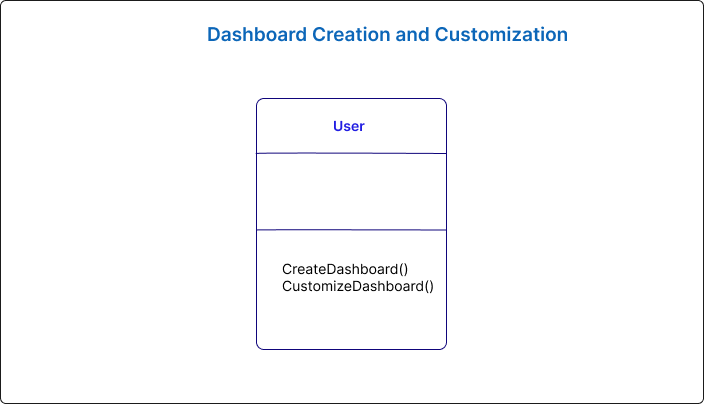 Dashboard Creation and Customization
User
CreateDashboard()
CustomizeDashboard()